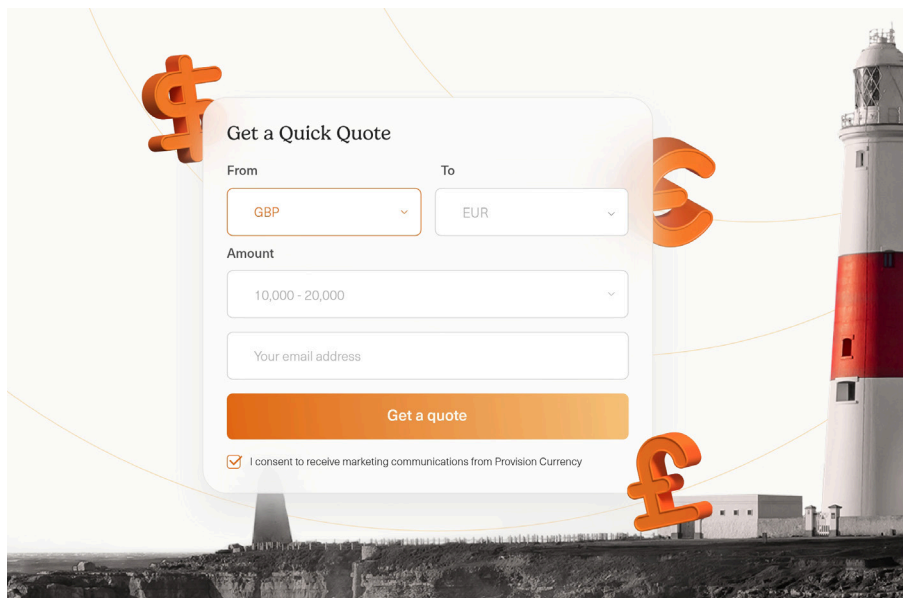 Get a Quick Quote
From To
GBP EUR
Amount
10,000 - 20,000
Your email address
Get a quote
I consent to receive marketing communications from Provision Currency